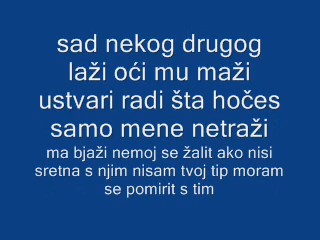 sad nekog drugog
laži oći mu maži
ustvari radi šta hočes
samo mene netraži
ma bjaži nemoj se žalit ako nisi
sretna s njim nisam tvoj tip moram
se pomirit s tim